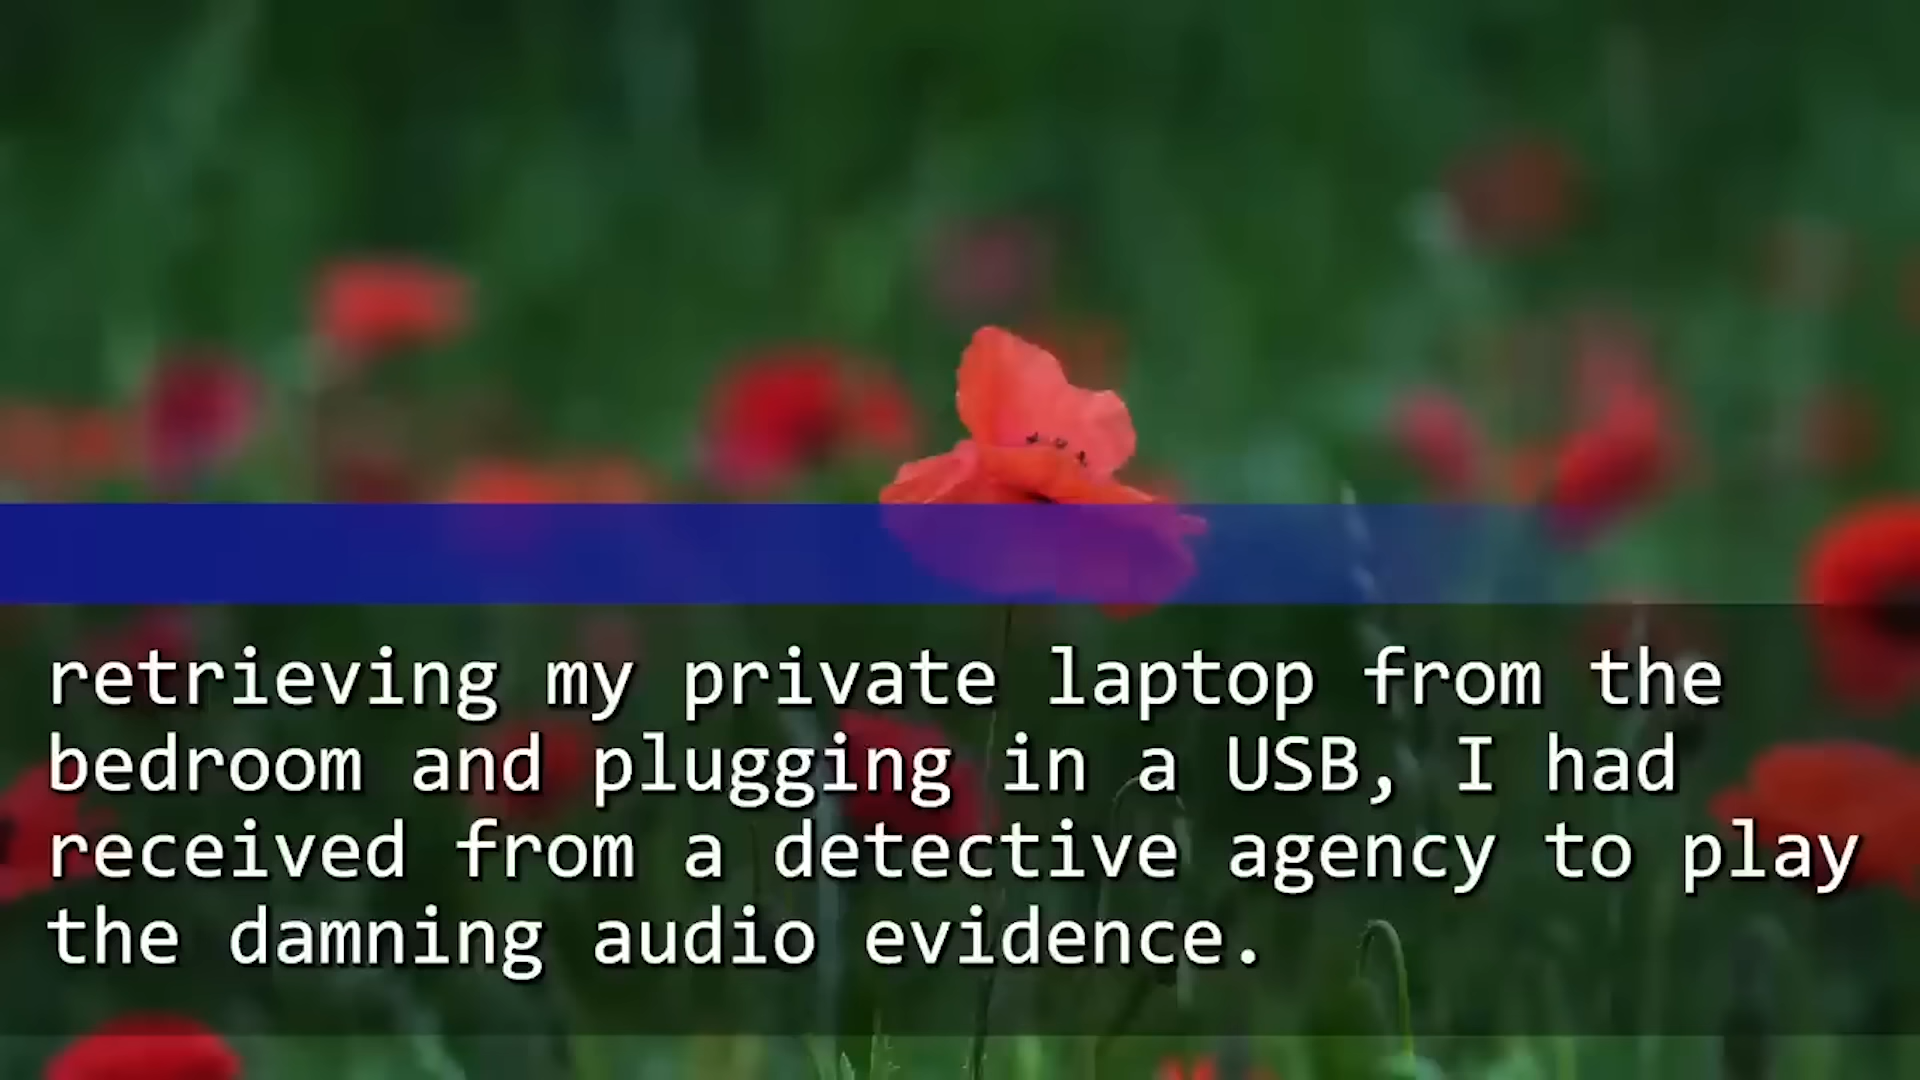 retrieving my private laptop from the
bedroom and plugging in a USB, I had
received from a detective agency to play
the damning audio evidence.